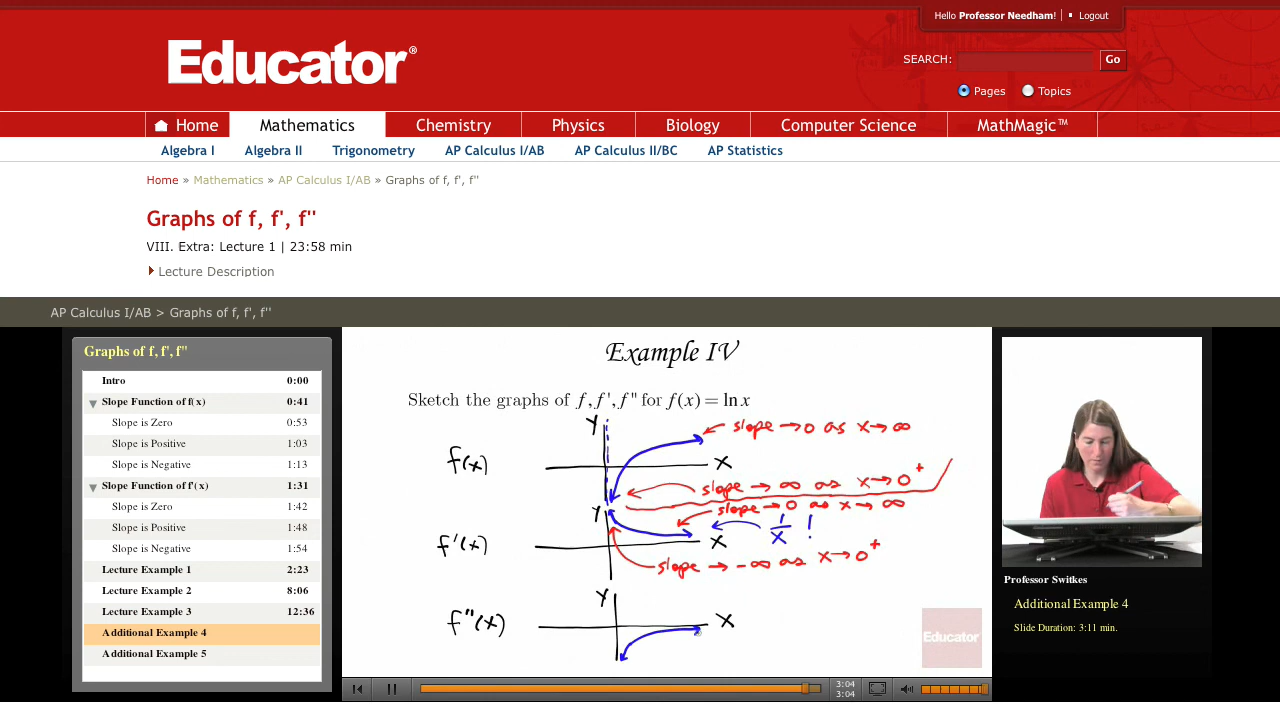 Hello Professor Needham! | Logout
Educator®
SEARCH: Go
Pages Topics
Home Mathematics Chemistry Physics Biology Computer Science MathMagic™
Algebra I Algebra II Trigonometry AP Calculus I/AB AP Calculus II/BC AP Statistics
Home » Mathematics » AP Calculus I/AB » Graphs of f, f', f''
Graphs of f, f', f''
VIII. Extra: Lecture 1 | 23:58 min
Lecture Description
AP Calculus I/AB > Graphs of f, f', f''
Graphs of f, f', f''
Intro 0:00
Slope Function of f(x) 0:41
Slope is Zero 0:53
Slope is Positive 1:03
Slope is Negative 1:13
Slope Function of f'(x) 1:31
Slope is Zero 1:42
Slope is Positive 1:48
Slope is Negative 1:54
Lecture Example 1 2:23
Lecture Example 2 8:06
Lecture Example 3 12:36
Additional Example 4
Additional Example 5
Example IV
Sketch the graphs of f, f', f'' for f(x) = ln x
Y
slope → 0 as x → ∞
f(x) X
slope → ∞ as x → 0+
slope → 0 as x → ∞
Y
1/x !
f'(x) X
slope → -∞ as x → 0+
Y
f''(x) X
Educator
3:04
3:04
Professor Switkes
Additional Example 4
Slide Duration: 3:11 min.